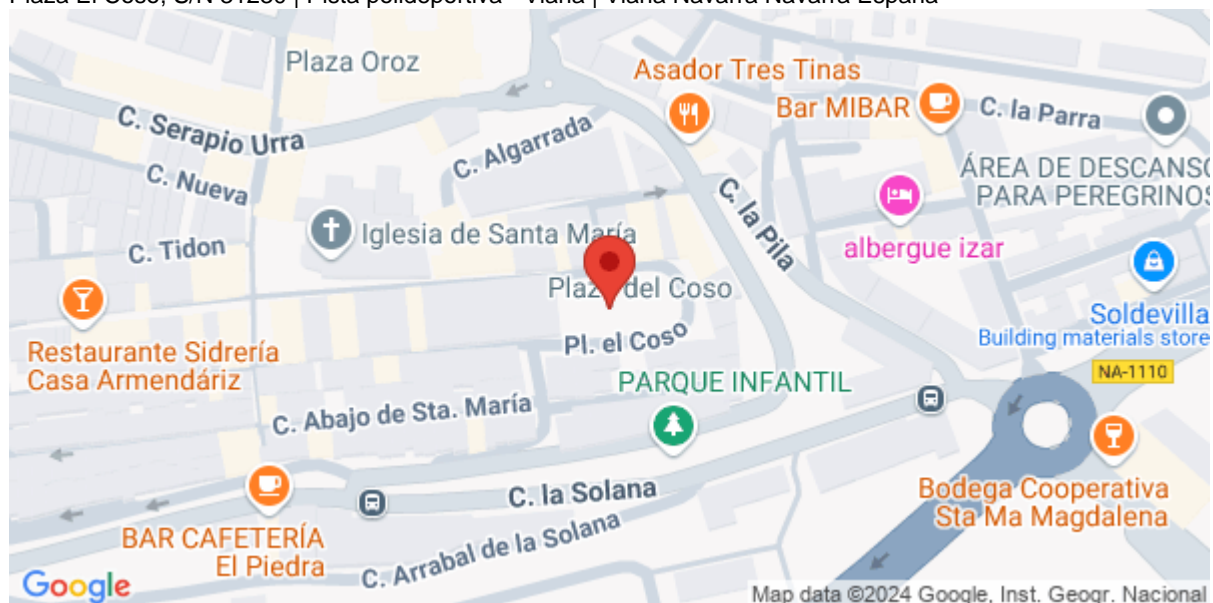 Plaza El Coso, S/N 31230 | Pista polideportiva - Viana | Viana Navarra Navarra España
Plaza Oroz
Asador Tres Tinas
Bar MIBAR
C. la Parra
C. Serapio Urra
C. Algarrada
C. Nueva
ÁREA DE DESCANSO
PARA PEREGRINOS
C. la Pila
Iglesia de Santa María
C. Tidon
albergue izar
Plaza del Coso
Soldevilla
Building materials store
Pl. el Coso
Restaurante Sidrería
Casa Armendáriz
PARQUE INFANTIL
NA-1110
C. Abajo de Sta. María
C. la Solana
Bodega Cooperativa
Sta Ma Magdalena
BAR CAFETERÍA
El Piedra
C. Arrabal de la Solana
Google
Map data ©2024 Google, Inst. Geogr. Nacional